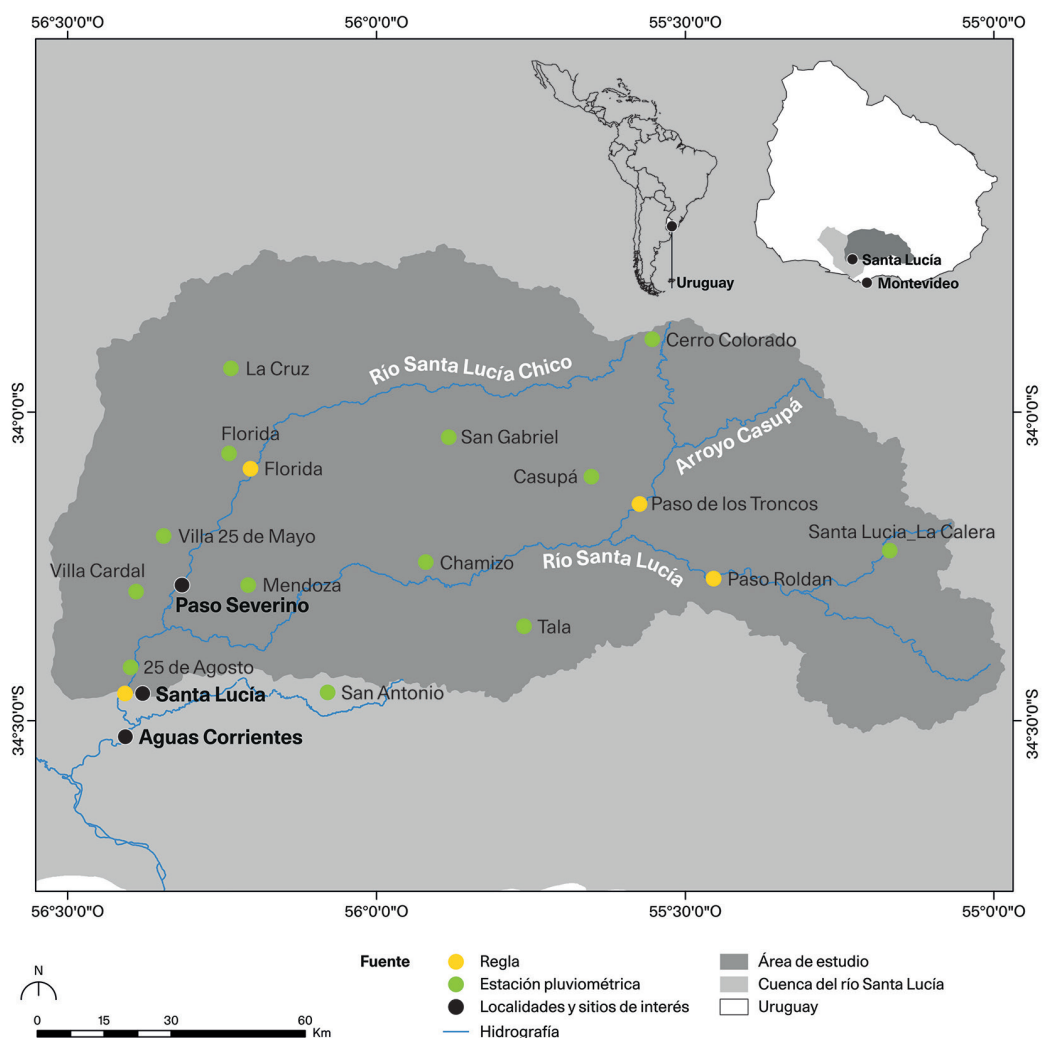 56°30'0"O
56°0'0"O
55°30'0"O
55°0'0"O
Uruguay
Santa Lucía
Montevideo
34°0'0"S
34°0'0"S
Cerro Colorado
La Cruz
Río Santa Lucía Chico
Florida
San Gabriel
Arroyo Casupá
Florida
Casupá
Paso de los Troncos
Villa 25 de Mayo
Santa Lucia_La Calera
Villa Cardal
Chamizo
Río Santa Lucía
Mendoza
Paso Roldan
Paso Severino
Tala
25 de Agosto
Santa Lucía
San Antonio
34°30'0"S
34°30'0"S
Aguas Corrientes
56°30'0"O
56°0'0"O
55°30'0"O
55°0'0"O
N
0 15 30 60
Km
Fuente
Regla
Estación pluviométrica
Localidades y sitios de interés
Hidrografía
Área de estudio
Cuenca del río Santa Lucía
Uruguay